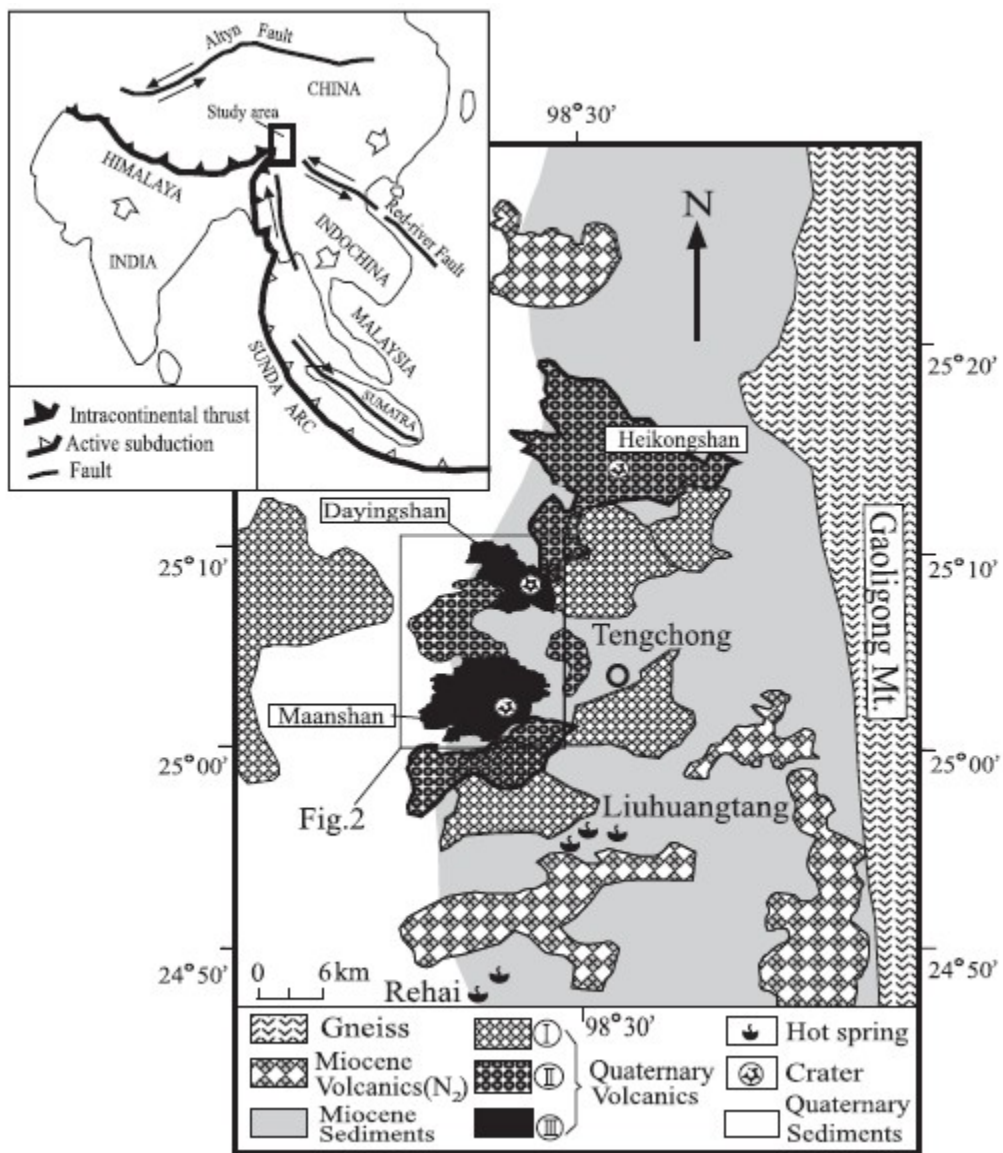 Altyn Fault
CHINA
Study area
HIMALAYA
INDIA
INDOCHINA
Red-river Fault
MALAYSIA
SUNDA ARC
SUMATRA
Intracontinental thrust
Active subduction
Fault
98°30'
N
25°20'
Heikongshan
Dayingshan
25°10'
25°10'
Gaoligong Mt.
Tengchong
Maanshan
25°00'
25°00'
Fig.2
Liuhuangtang
24°50'
24°50'
0 6km
Rehai
98°30'
Gneiss
Miocene
Volcanics(N₂)
Miocene
Sediments
Ⅰ
Ⅱ
Ⅲ
Quaternary
Volcanics
Hot spring
Crater
Quaternary
Sediments